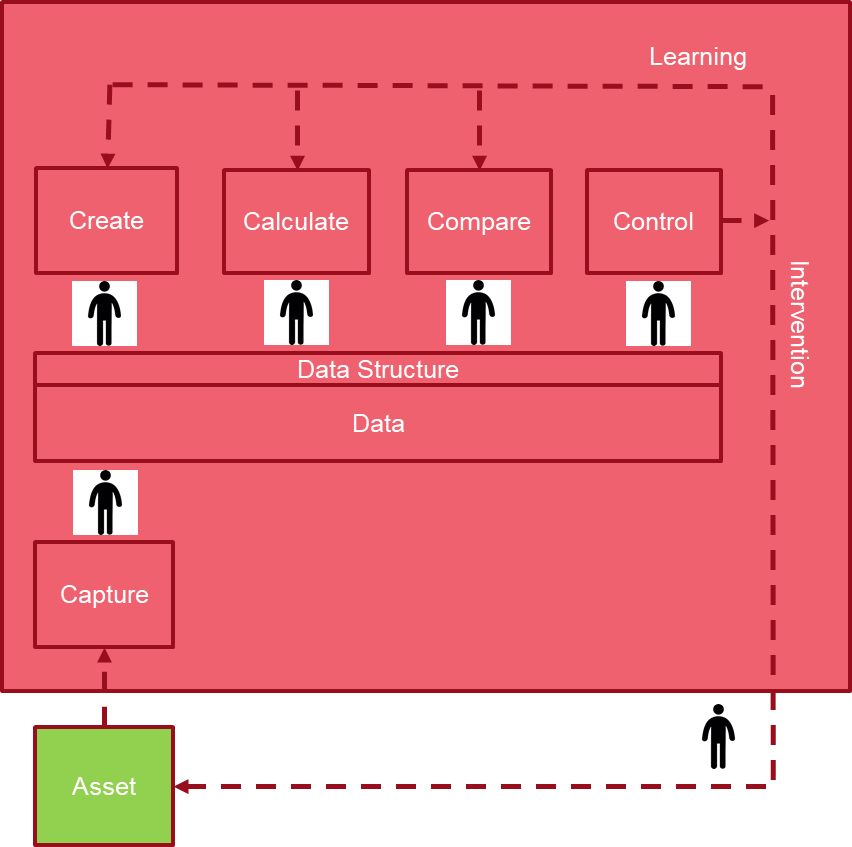 Learning
Create
Calculate
Compare
Control
Intervention
Data Structure
Data
Capture
Asset